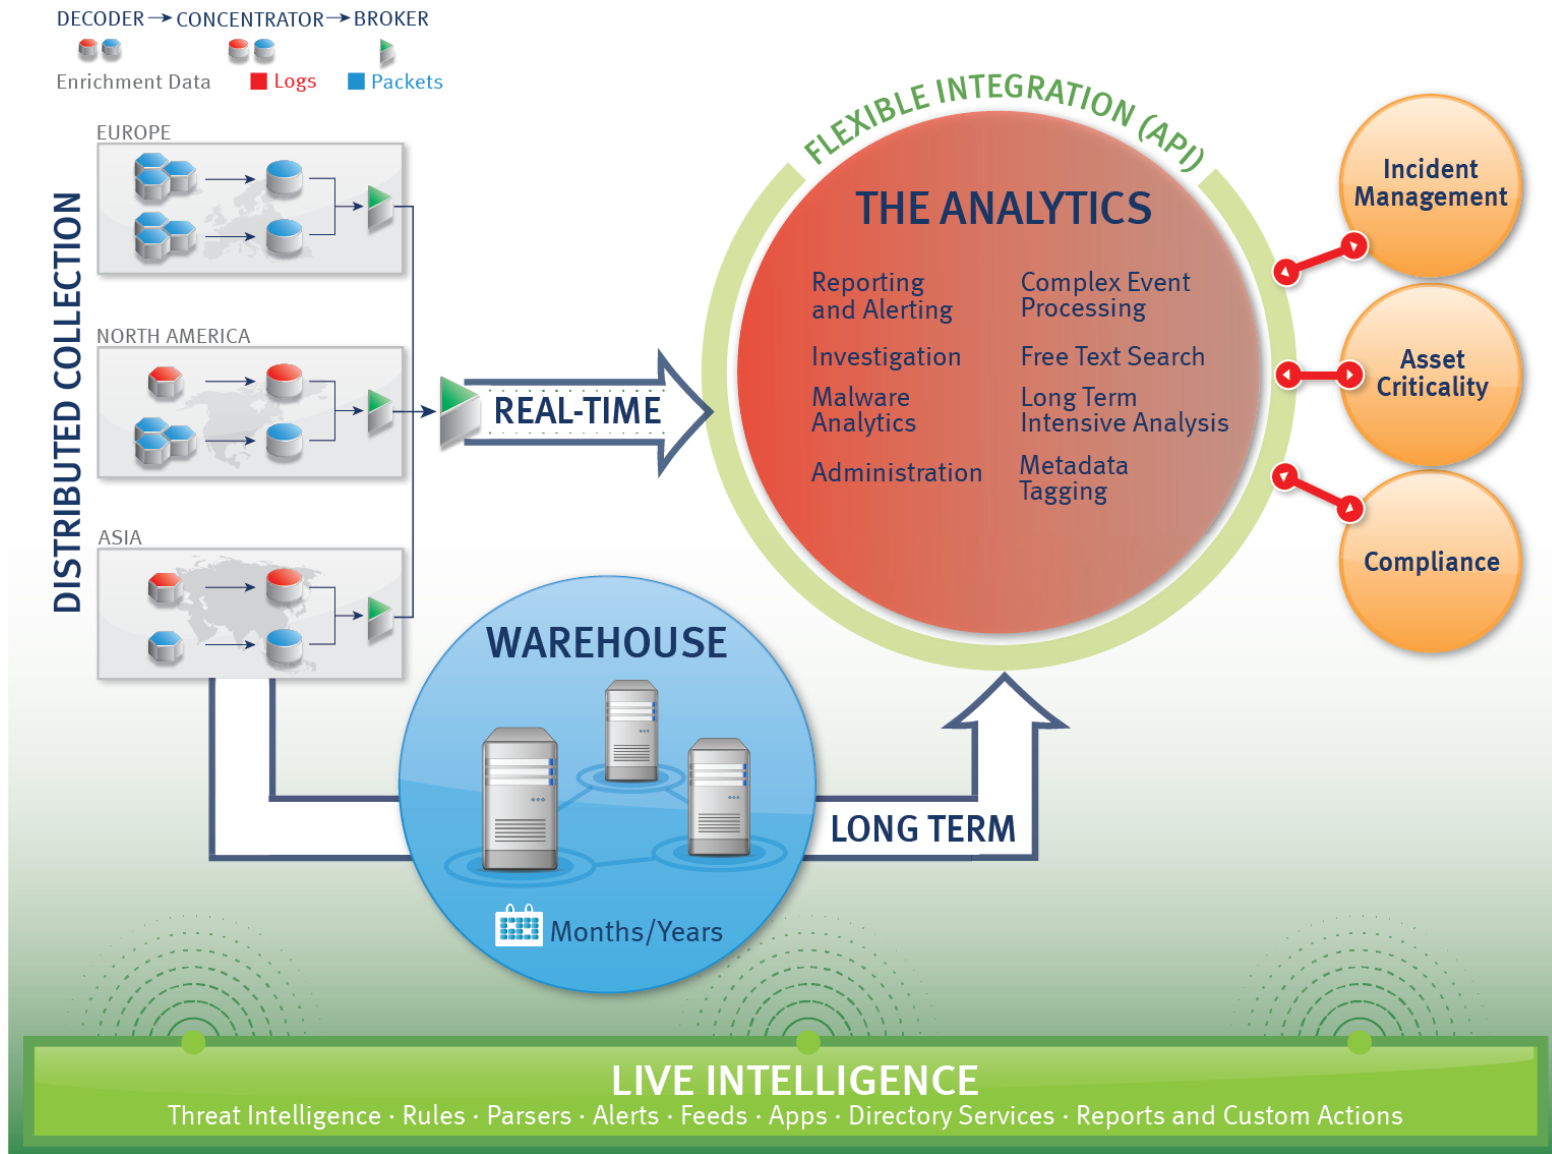 DECODER → CONCENTRATOR → BROKER
Enrichment Data
Logs
Packets
DISTRIBUTED COLLECTION
EUROPE
NORTH AMERICA
ASIA
REAL-TIME
FLEXIBLE INTEGRATION (API)
THE ANALYTICS
Reporting
and Alerting
Investigation
Malware
Analytics
Administration
Complex Event
Processing
Free Text Search
Long Term
Intensive Analysis
Metadata
Tagging
Incident
Management
Asset
Criticality
Compliance
WAREHOUSE
Months/Years
LONG TERM
LIVE INTELLIGENCE
Threat Intelligence · Rules · Parsers · Alerts · Feeds · Apps · Directory Services · Reports and Custom Actions